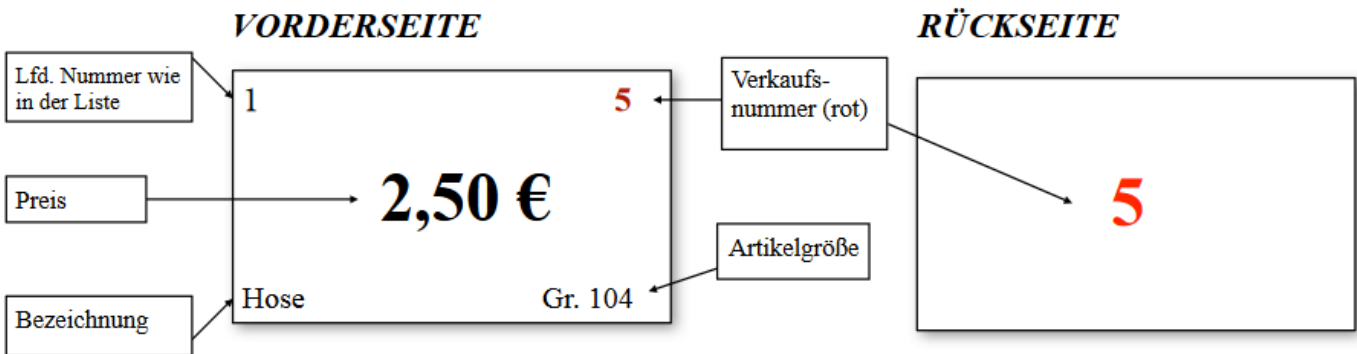 VORDERSEITE
RÜCKSEITE
Lfd. Nummer wie
in der Liste
1
5
Verkaufs-
nummer (rot)
Preis
2,50 €
5
Artikelgröße
Bezeichnung
Hose
Gr. 104